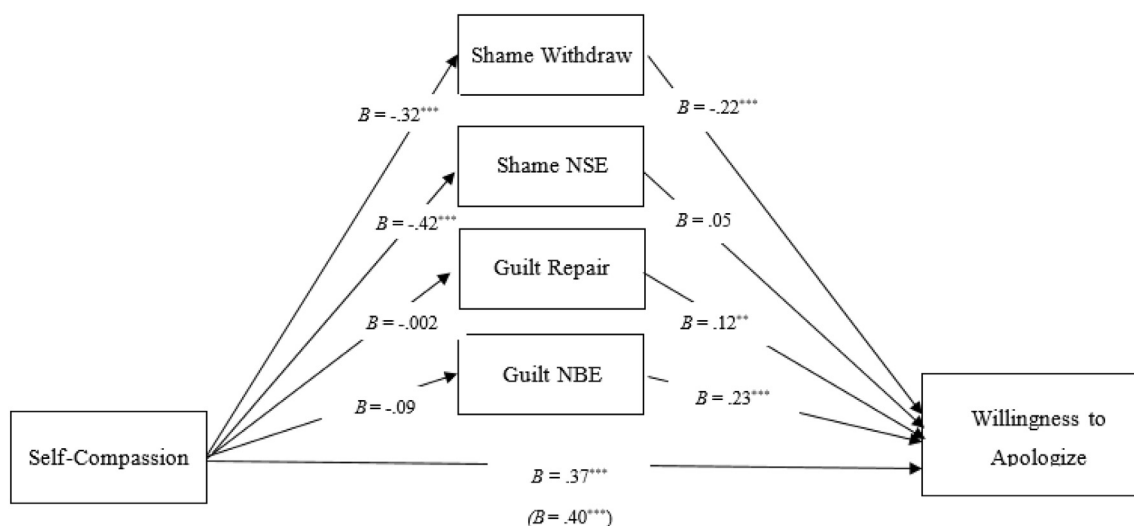 Shame Withdraw
B = -.32***
B = -.22***
Shame NSE
B = -.42***
B = .05
Guilt Repair
B = -.002
B = .12**
Guilt NBE
B = -.09
B = .23***
Self-Compassion
Willingness to
Apologize
B = .37***
(B = .40***)